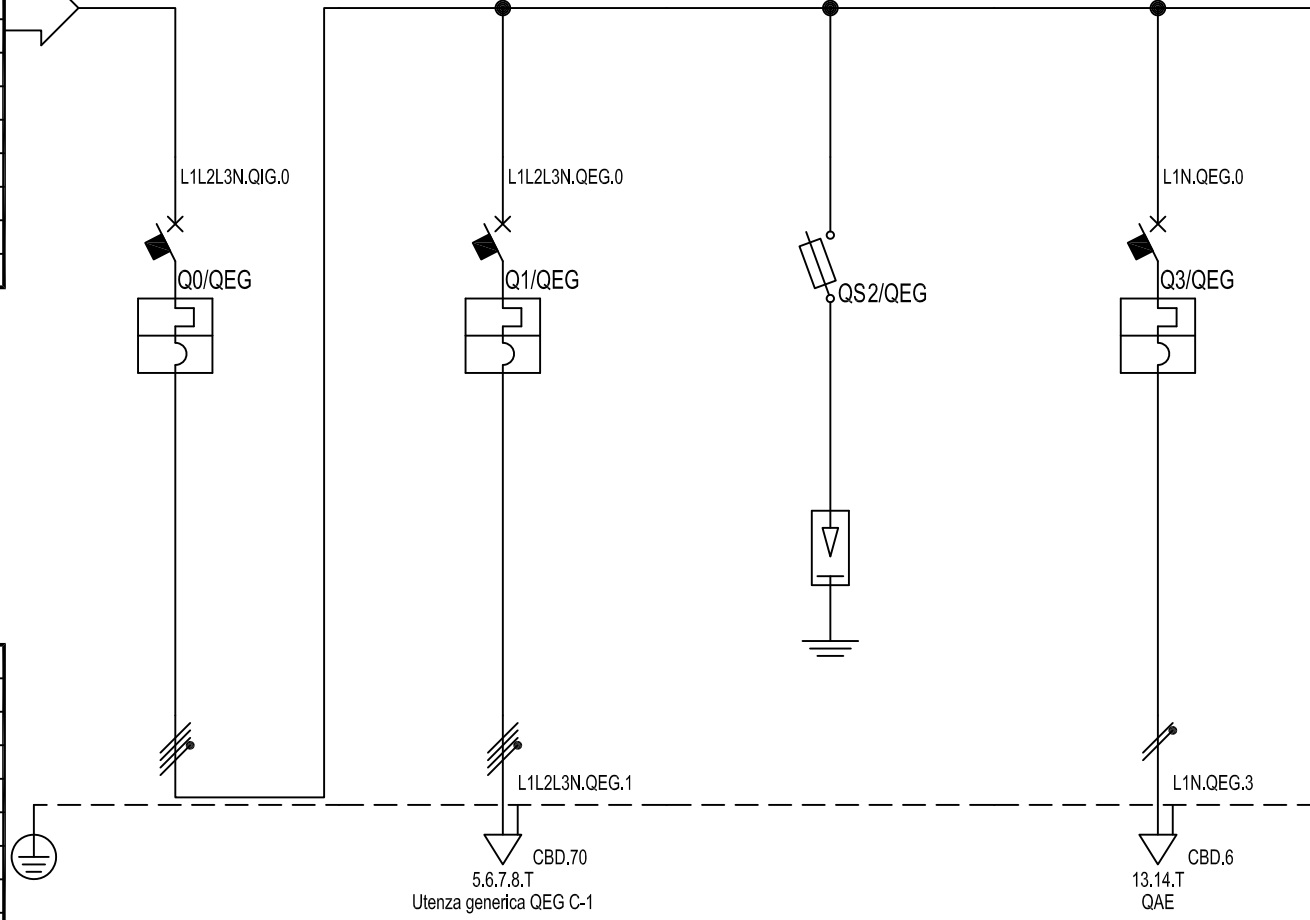 L1L2L3N.QIG.0
L1L2L3N.QEG.0
L1N.QEG.0
Q0/QEG
Q1/QEG
QS2/QEG
Q3/QEG
L1L2L3N.QEG.1
L1N.QEG.3
CBD.70
5.6.7.8.T
Utenza generica QEG C-1
CBD.6
13.14.T
QAE